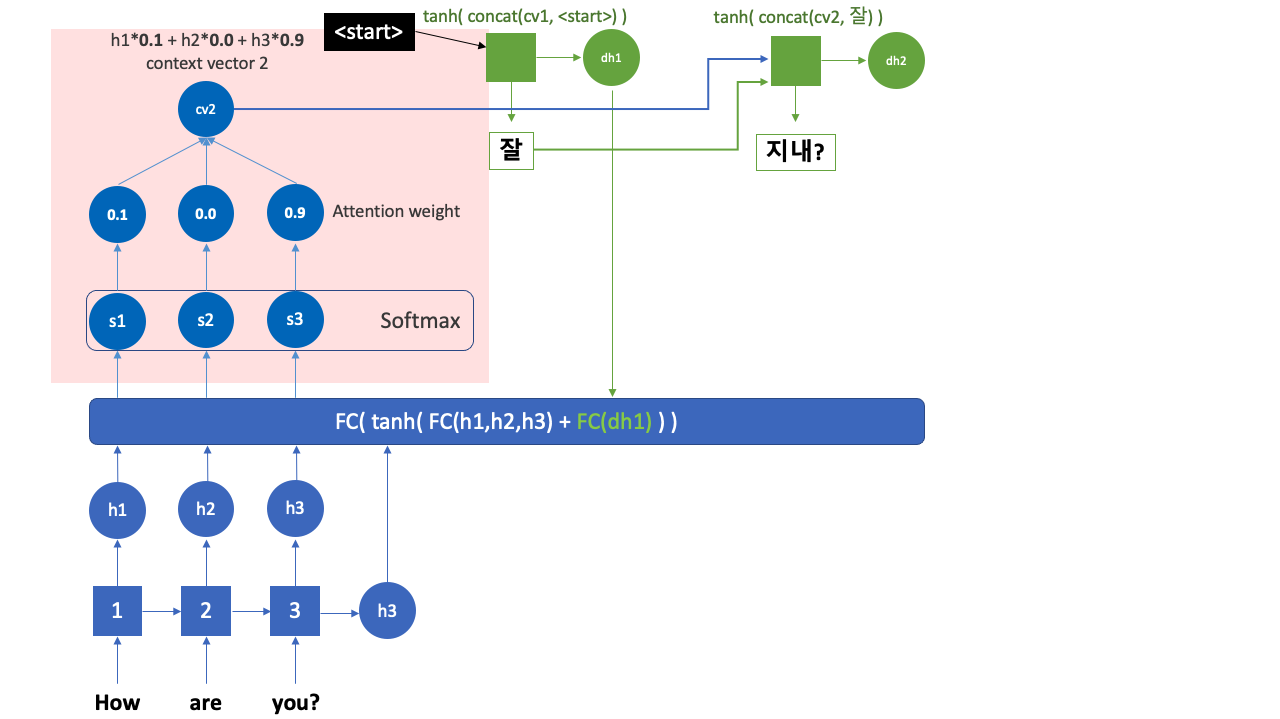 tanh( concat(cv1, <start>) )
tanh( concat(cv2, 잘) )
<start>
h1*0.1 + h2*0.0 + h3*0.9
context vector 2
dh1
dh2
cv2
잘
지내?
0.1
0.0
0.9
Attention weight
s1
s2
s3
Softmax
FC( tanh( FC(h1,h2,h3) + FC(dh1) ) )
h1
h2
h3
1
2
3
h3
How
are
you?